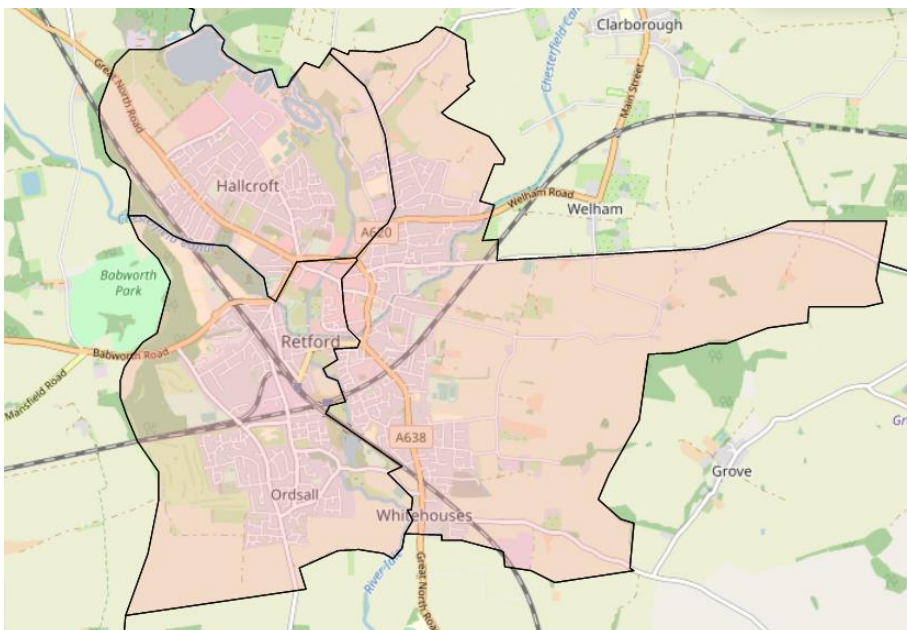 Clarborough
Chesterfield Can
Main Street
Great North Road
Hallcroft
Welham Road
Welham
A620
Babworth
Park
Retford
Babworth Road
Mansfield Road
A638
Grove
Ordsall
Whitehouses
River Idle
Great North Road